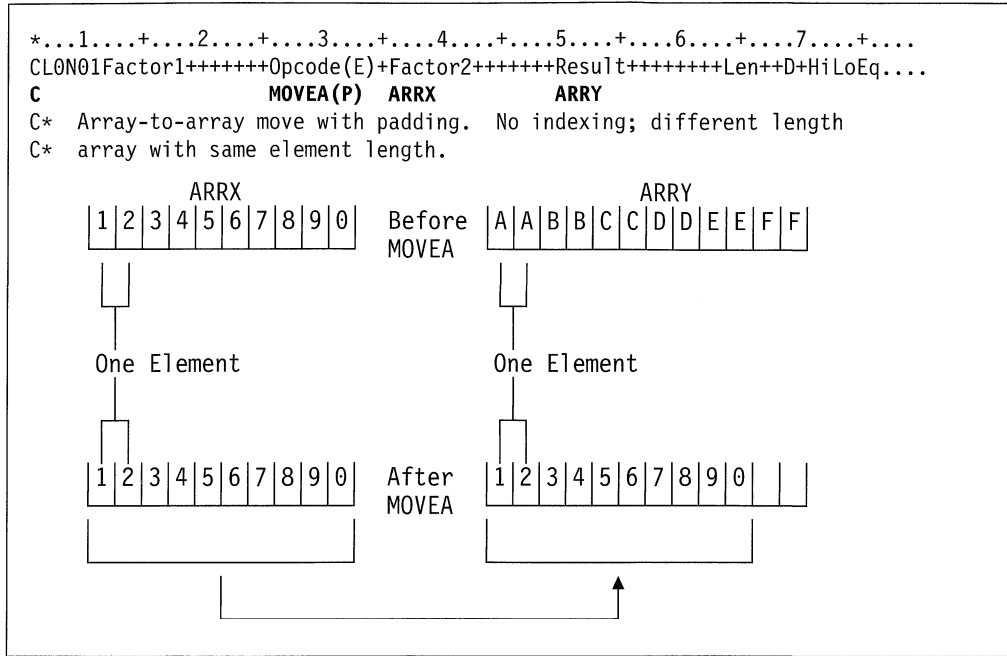 *...1....+....2....+....3....+....4....+....5....+....6....+....7....+....
CL0N01Factor1+++++++Opcode(E)+Factor2+++++++Result++++++++Len++D+HiLoEq....
C                    MOVEA(P)  ARRX           ARRY
C*  Array-to-array move with padding.  No indexing; different length
C*  array with same element length.
ARRX ARRY
1 2 3 4 5 6 7 8 9 0 Before A A B B C C D D E E F F
MOVEA
One Element One Element
1 2 3 4 5 6 7 8 9 0 After 1 2 3 4 5 6 7 8 9 0
MOVEA